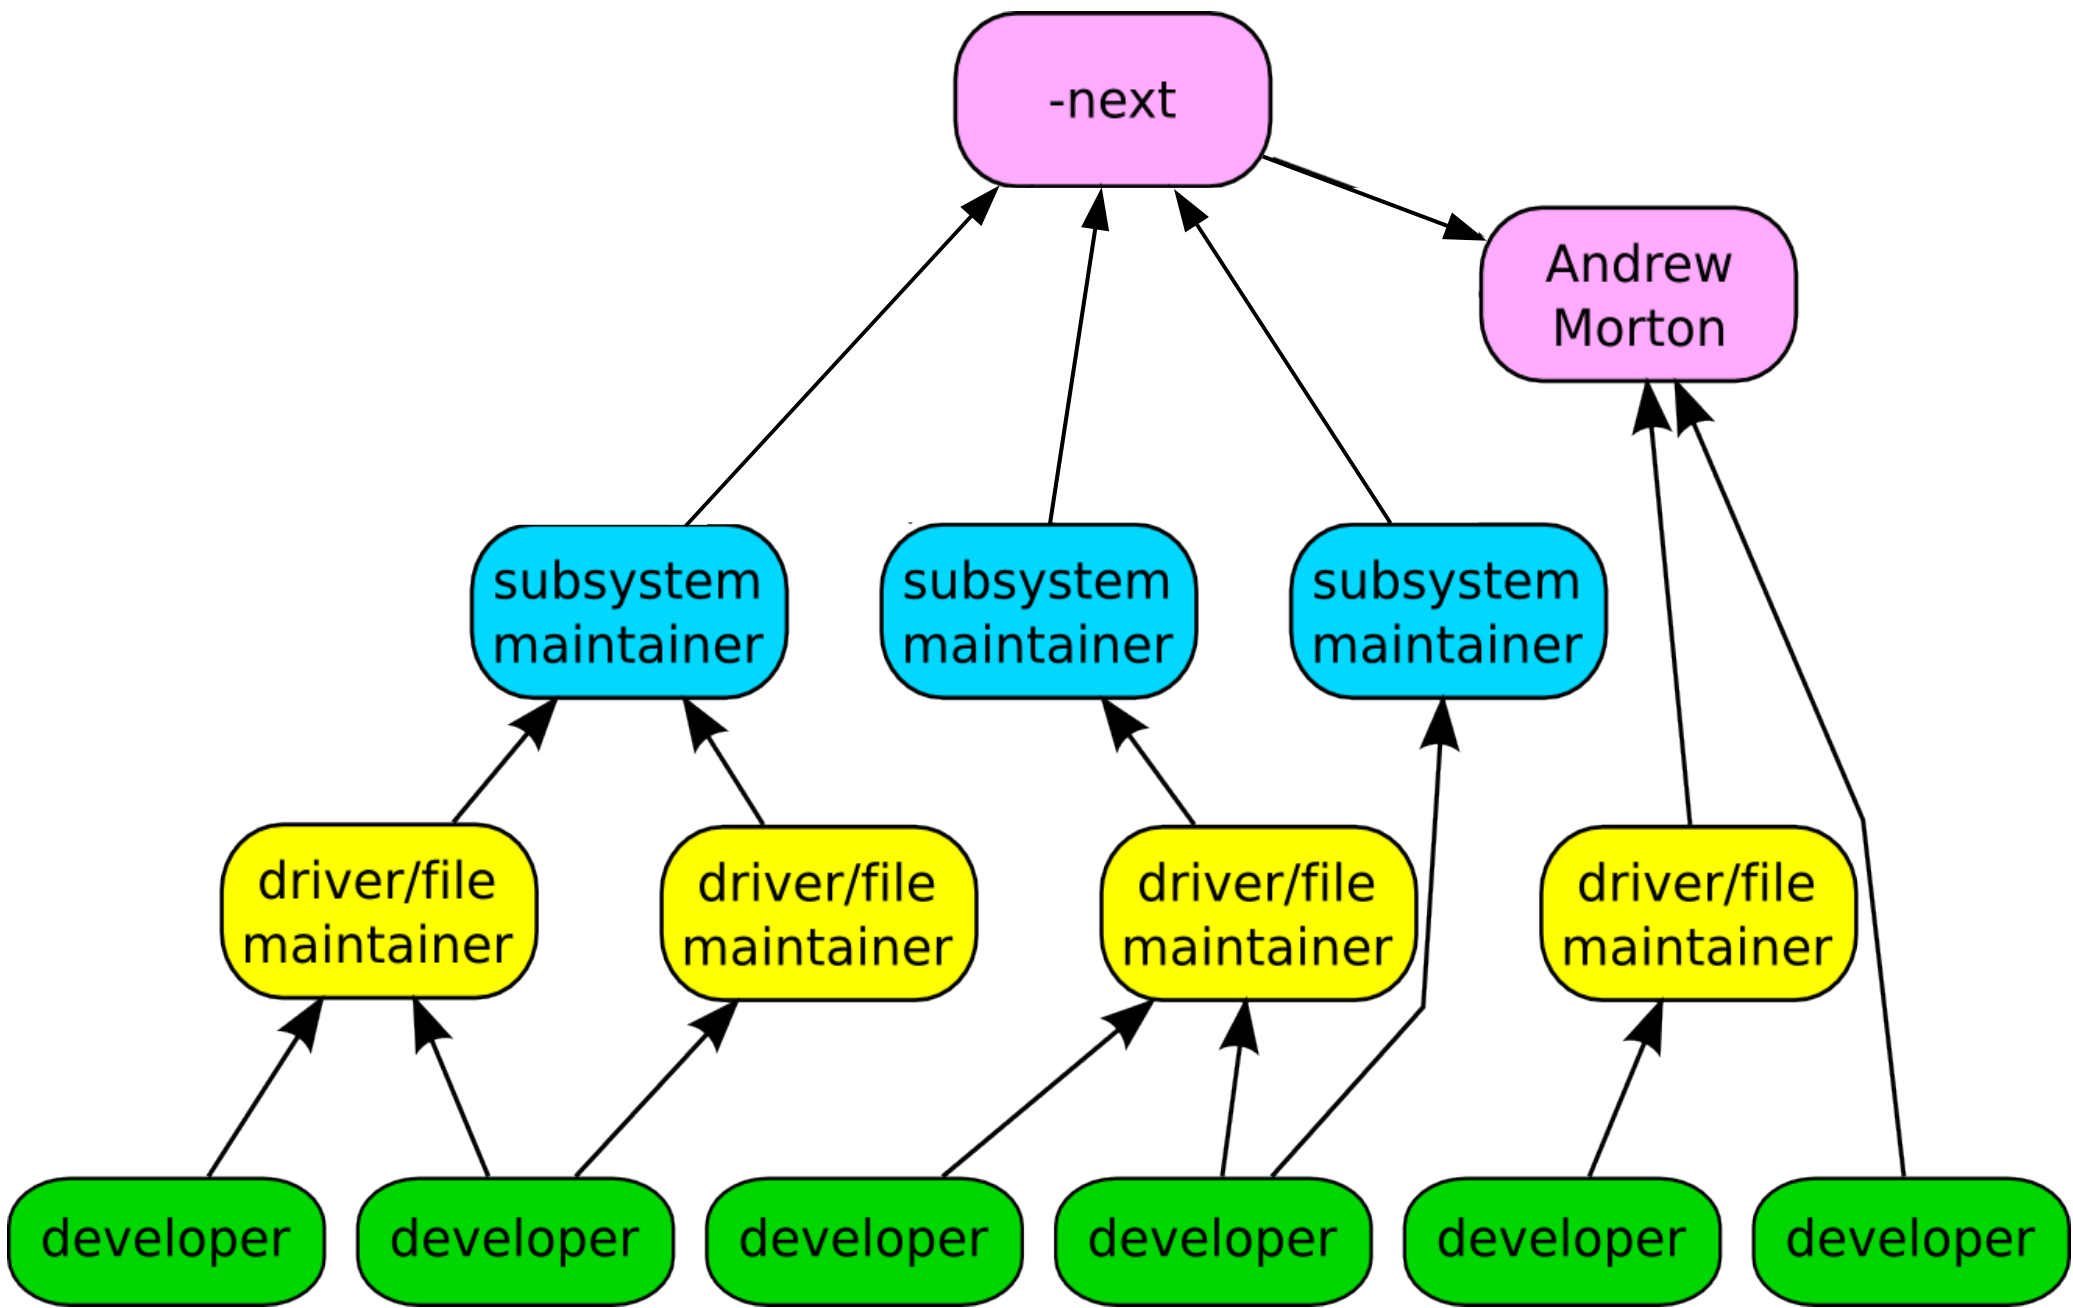 -next
Andrew
Morton
subsystem
maintainer
subsystem
maintainer
subsystem
maintainer
driver/file
maintainer
driver/file
maintainer
driver/file
maintainer
driver/file
maintainer
developer
developer
developer
developer
developer
developer